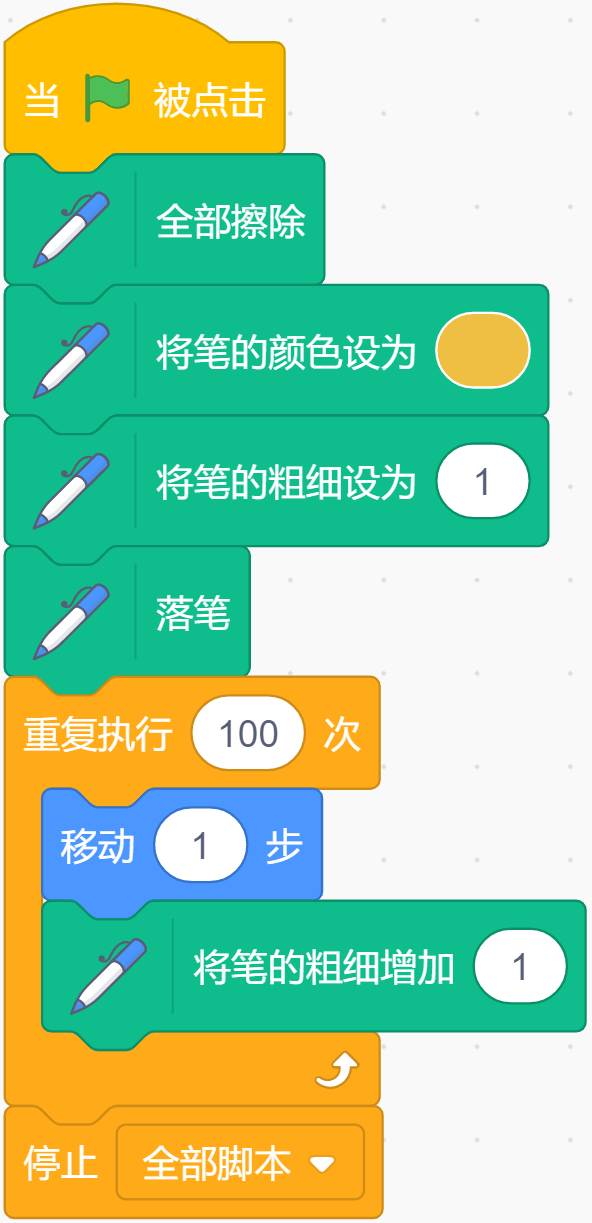 当 被点击
全部擦除
将笔的颜色设为
将笔的粗细设为 1
落笔
重复执行 100 次
移动 1 步
将笔的粗细增加 1
停止 全部脚本